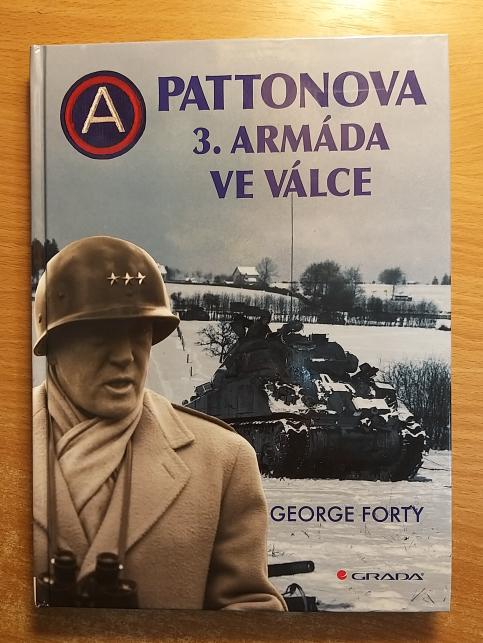 A
PATTONOVA
3. ARMÁDA
VE VÁLCE
GEORGE FORTY
GRADA